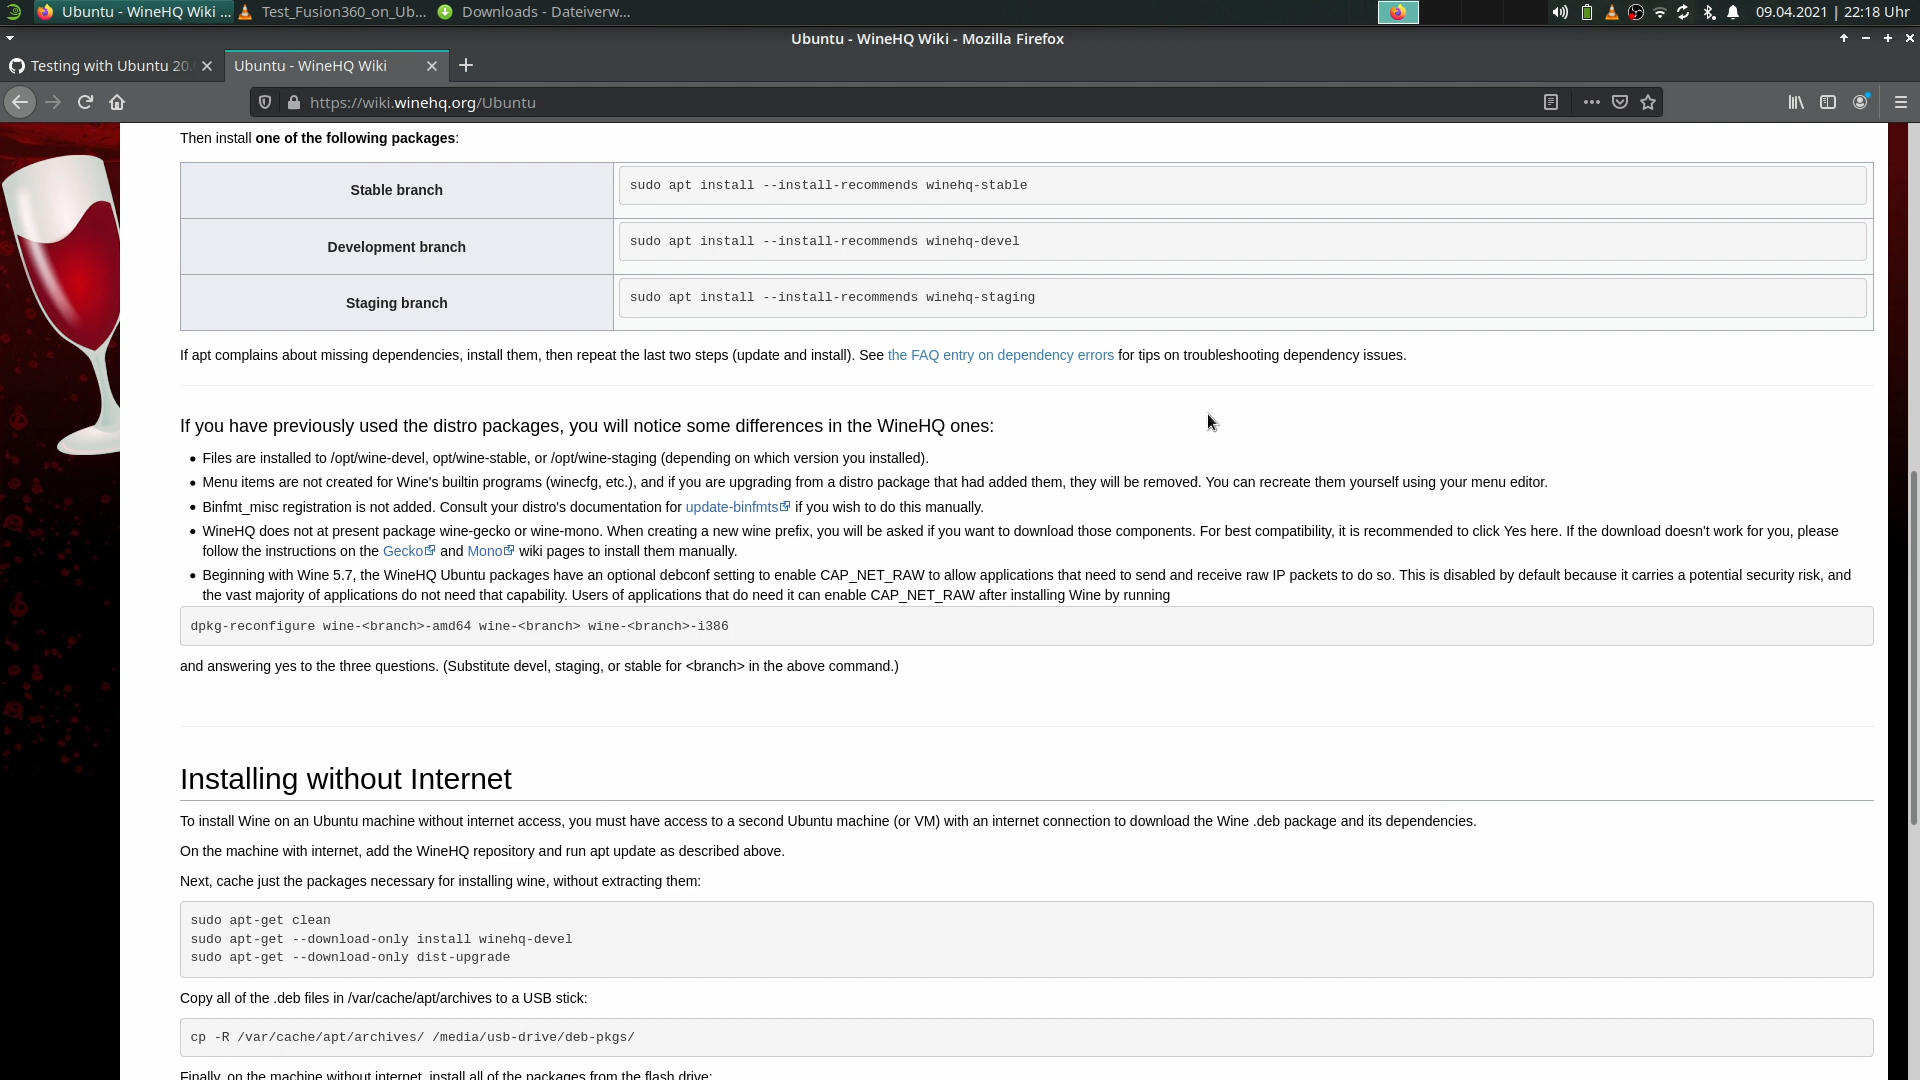 Ubuntu - WineHQ Wiki ...
Test_Fusion360_on_Ub...
Downloads - Dateiverw...
09.04.2021 | 22:18 Uhr
Ubuntu - WineHQ Wiki - Mozilla Firefox
Testing with Ubuntu 20.
Ubuntu - WineHQ Wiki
https://wiki.winehq.org/Ubuntu
Then install one of the following packages:
Stable branch
sudo apt install --install-recommends winehq-stable
Development branch
sudo apt install --install-recommends winehq-devel
Staging branch
sudo apt install --install-recommends winehq-staging
If apt complains about missing dependencies, install them, then repeat the last two steps (update and install). See the FAQ entry on dependency errors for tips on troubleshooting dependency issues.
If you have previously used the distro packages, you will notice some differences in the WineHQ ones:
• Files are installed to /opt/wine-devel, opt/wine-stable, or /opt/wine-staging (depending on which version you installed).
• Menu items are not created for Wine's builtin programs (winecfg, etc.), and if you are upgrading from a distro package that had added them, they will be removed. You can recreate them yourself using your menu editor.
• Binfmt_misc registration is not added. Consult your distro's documentation for update-binfmts if you wish to do this manually.
• WineHQ does not at present package wine-gecko or wine-mono. When creating a new wine prefix, you will be asked if you want to download those components. For best compatibility, it is recommended to click Yes here. If the download doesn't work for you, please
follow the instructions on the Gecko and Mono wiki pages to install them manually.
• Beginning with Wine 5.7, the WineHQ Ubuntu packages have an optional debconf setting to enable CAP_NET_RAW to allow applications that need to send and receive raw IP packets to do so. This is disabled by default because it carries a potential security risk, and
the vast majority of applications do not need that capability. Users of applications that do need it can enable CAP_NET_RAW after installing Wine by running
dpkg-reconfigure wine-<branch>-amd64 wine-<branch> wine-<branch>-i386
and answering yes to the three questions. (Substitute devel, staging, or stable for <branch> in the above command.)
Installing without Internet
To install Wine on an Ubuntu machine without internet access, you must have access to a second Ubuntu machine (or VM) with an internet connection to download the Wine .deb package and its dependencies.
On the machine with internet, add the WineHQ repository and run apt update as described above.
Next, cache just the packages necessary for installing wine, without extracting them:
sudo apt-get clean
sudo apt-get --download-only install winehq-devel
sudo apt-get --download-only dist-upgrade
Copy all of the .deb files in /var/cache/apt/archives to a USB stick:
cp -R /var/cache/apt/archives/ /media/usb-drive/deb-pkgs/
Finally, on the machine without internet, install all of the packages from the flash drive: